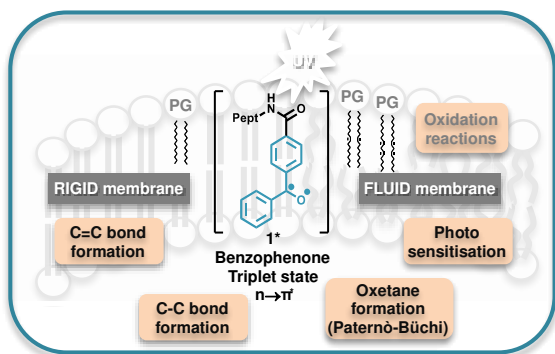 UV
PG
PG
PG
H
N
O
Pept
Oxidation
reactions
RIGID membrane
FLUID membrane
O
C=C bond
formation
Photo
sensitisation
1*
Benzophenone
Triplet state
n→π*
C-C bond
formation
Oxetane
formation
(Paternò-Büchi)